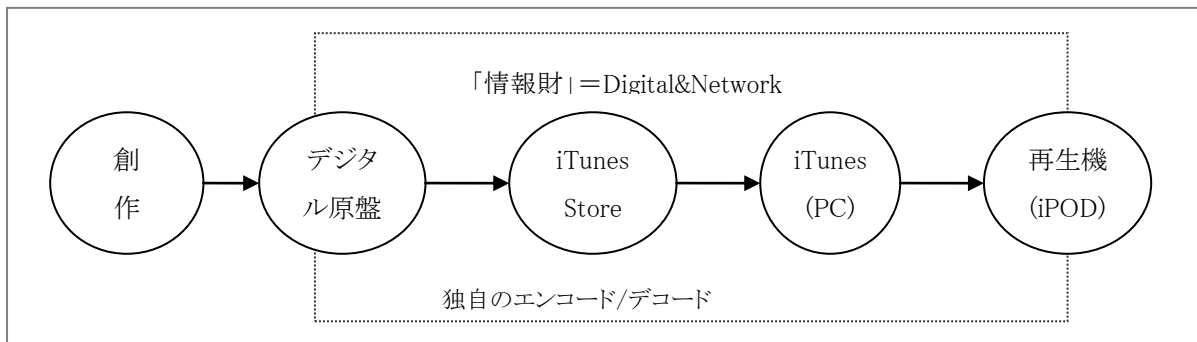 「情報財」＝Digital&Network
創
作
デジタ
ル原盤
iTunes
Store
iTunes
(PC)
再生機
(iPOD)
独自のエンコード/デコード